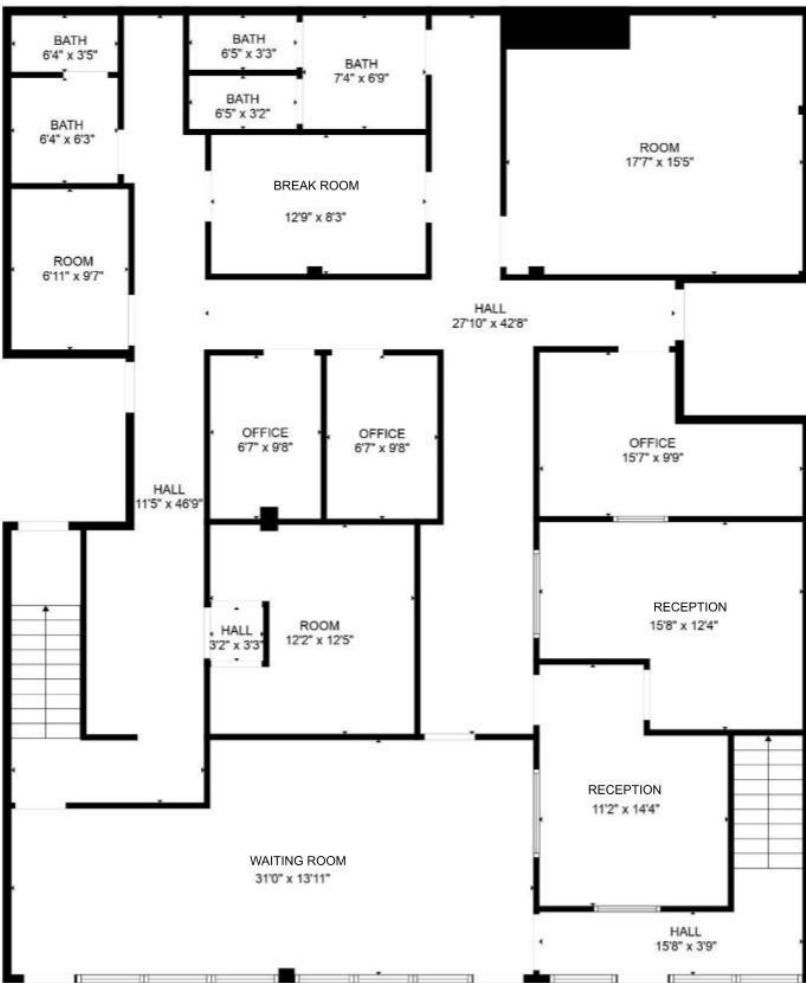 BATH
6'4" x 3'5"
BATH
6'5" x 3'3"
BATH
7'4" x 6'9"
BATH
6'5" x 3'2"
BATH
6'4" x 6'3"
ROOM
17'7" x 15'5"
BREAK ROOM
12'9" x 8'3"
ROOM
6'11" x 9'7"
HALL
27'10" x 42'8"
OFFICE
6'7" x 9'8"
OFFICE
6'7" x 9'8"
OFFICE
15'7" x 9'9"
HALL
11'5" x 46'9"
RECEPTION
15'8" x 12'4"
ROOM
12'2" x 12'5"
HALL
3'2" x 3'3"
RECEPTION
11'2" x 14'4"
WAITING ROOM
31'0" x 13'11"
HALL
15'8" x 3'9"